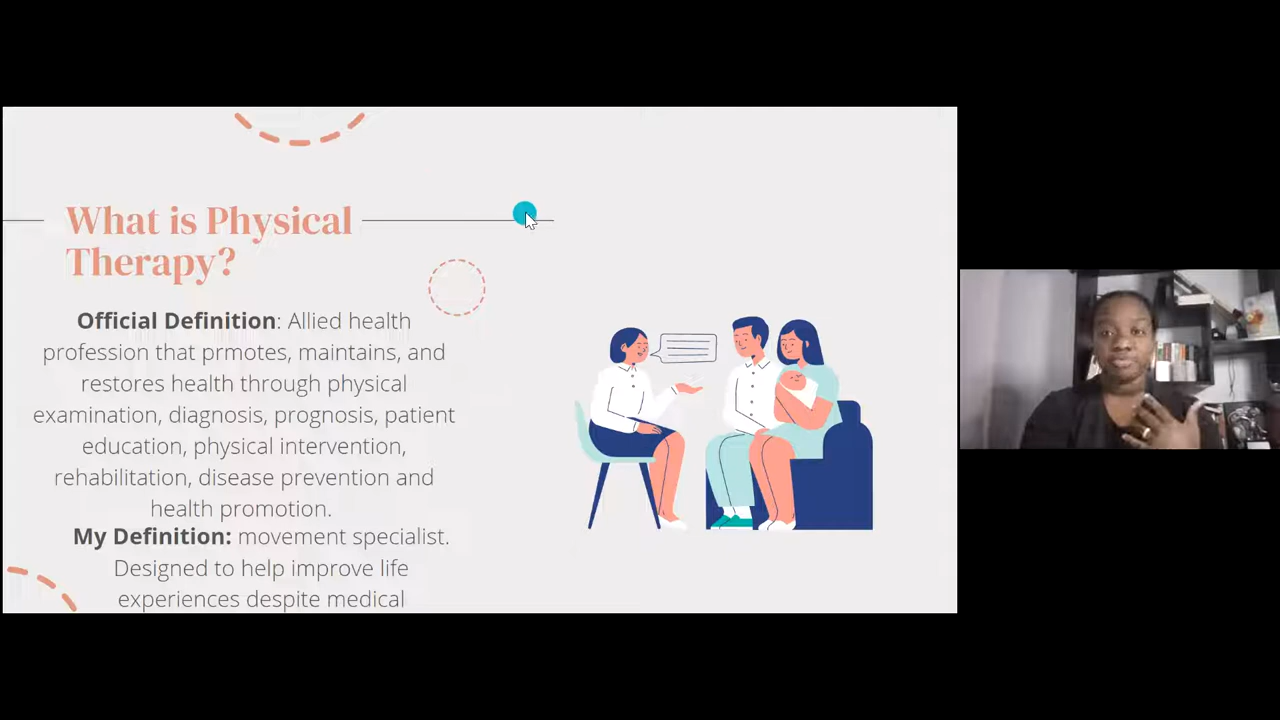 What is Physical
Therapy?
Official Definition: Allied health
profession that prmotes, maintains, and
restores health through physical
examination, diagnosis, prognosis, patient
education, physical intervention,
rehabilitation, disease prevention and
health promotion.
My Definition: movement specialist.
Designed to help improve life
experiences despite medical